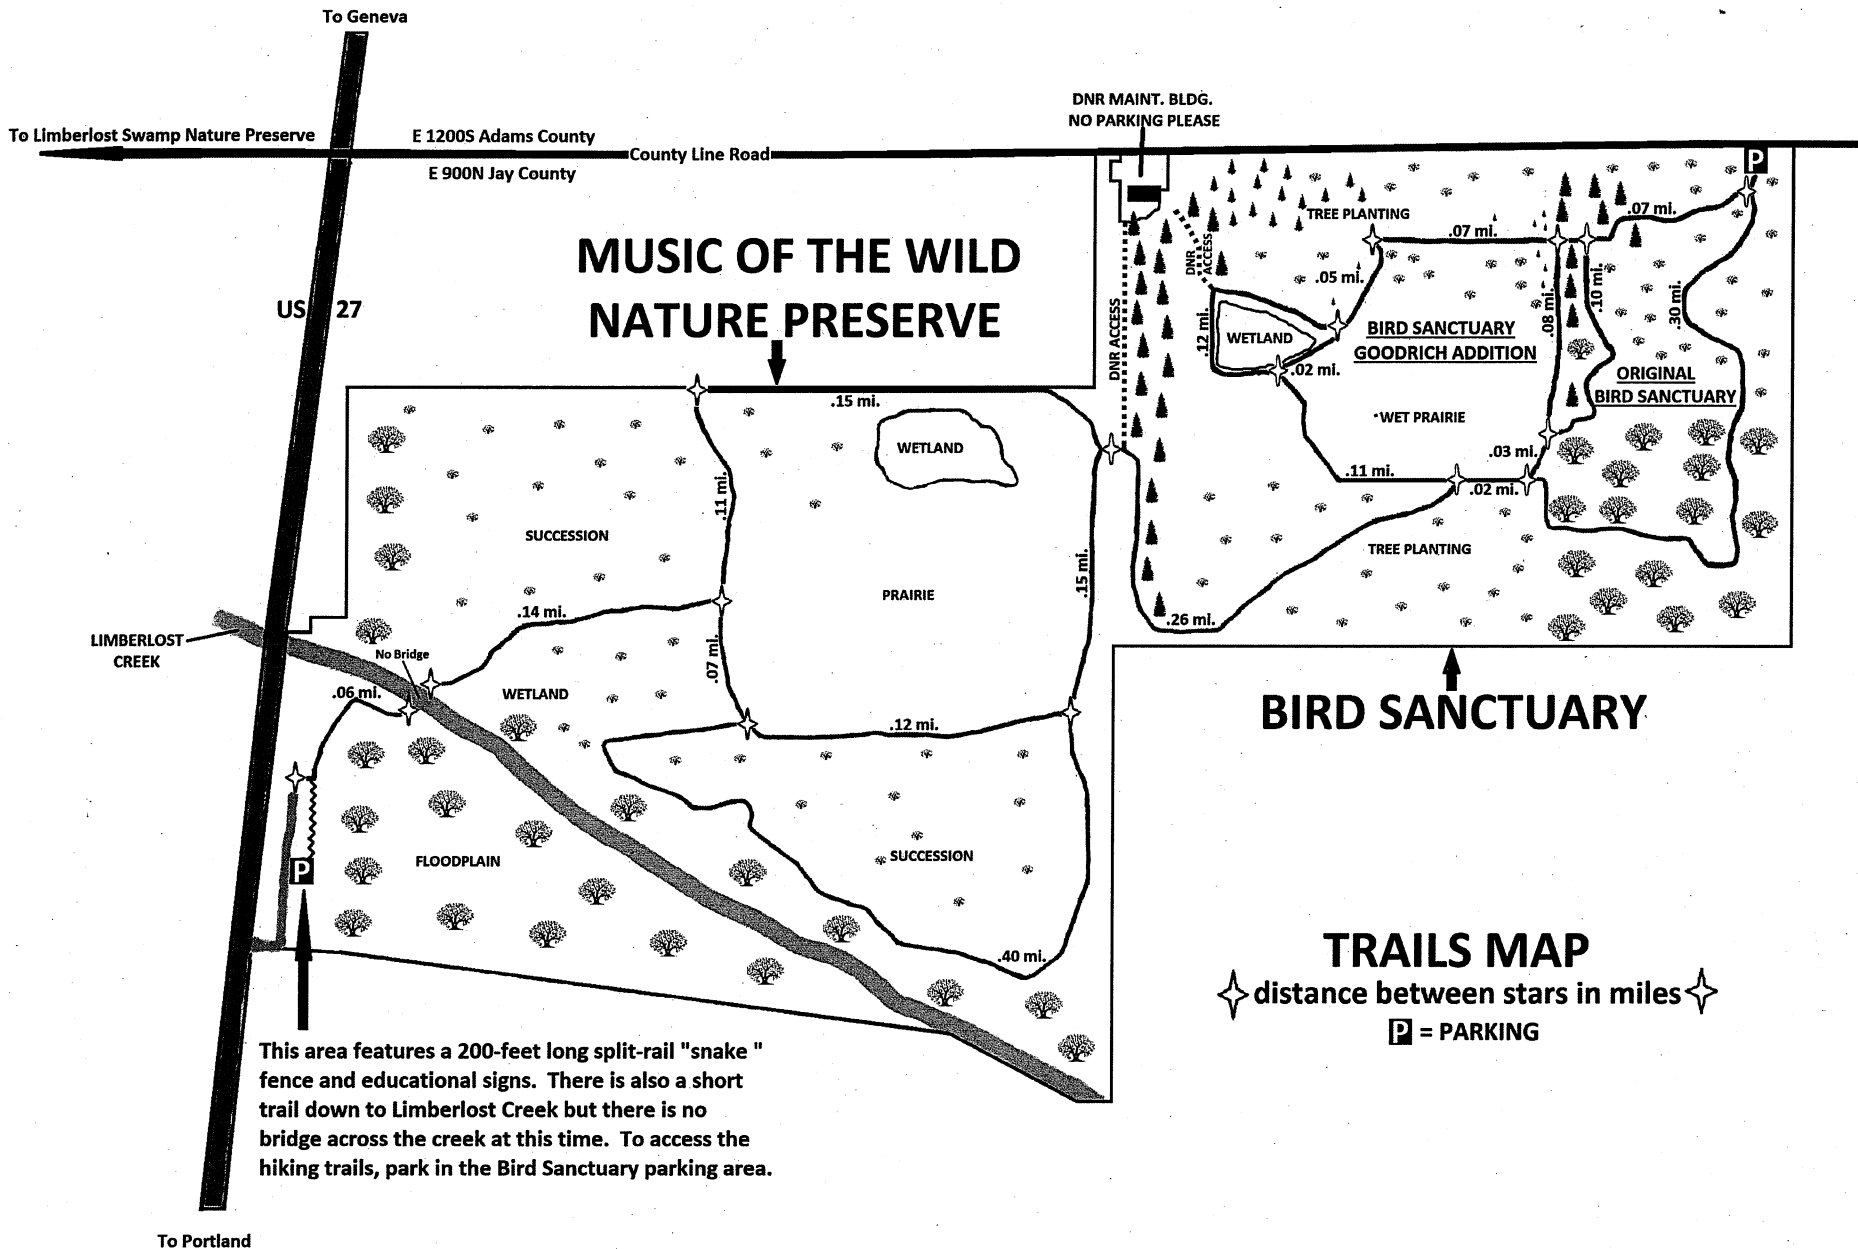 To Geneva
DNR MAINT. BLDG.
NO PARKING PLEASE
To Limberlost Swamp Nature Preserve
E 1200S Adams County
County Line Road
E 900N Jay County
P
US 27
MUSIC OF THE WILD
NATURE PRESERVE
TREE PLANTING
.07 mi.
.07 mi.
DNR
ACCESS
.05 mi.
.10 mi.
.30 mi.
.08 mi.
.12 mi.
WETLAND
BIRD SANCTUARY
GOODRICH ADDITION
DNR ACCESS
.02 mi.
ORIGINAL
BIRD SANCTUARY
.15 mi.
WET PRAIRIE
WETLAND
.03 mi.
.11 mi.
.02 mi.
.11 mi.
SUCCESSION
TREE PLANTING
.15 mi.
PRAIRIE
.14 mi.
.26 mi.
LIMBERLOST
CREEK
No Bridge
.07 mi.
.06 mi.
WETLAND
.12 mi.
BIRD SANCTUARY
P
FLOODPLAIN
SUCCESSION
.40 mi.
TRAILS MAP
distance between stars in miles
P = PARKING
This area features a 200-feet long split-rail "snake "
fence and educational signs. There is also a short
trail down to Limberlost Creek but there is no
bridge across the creek at this time. To access the
hiking trails, park in the Bird Sanctuary parking area.
To Portland